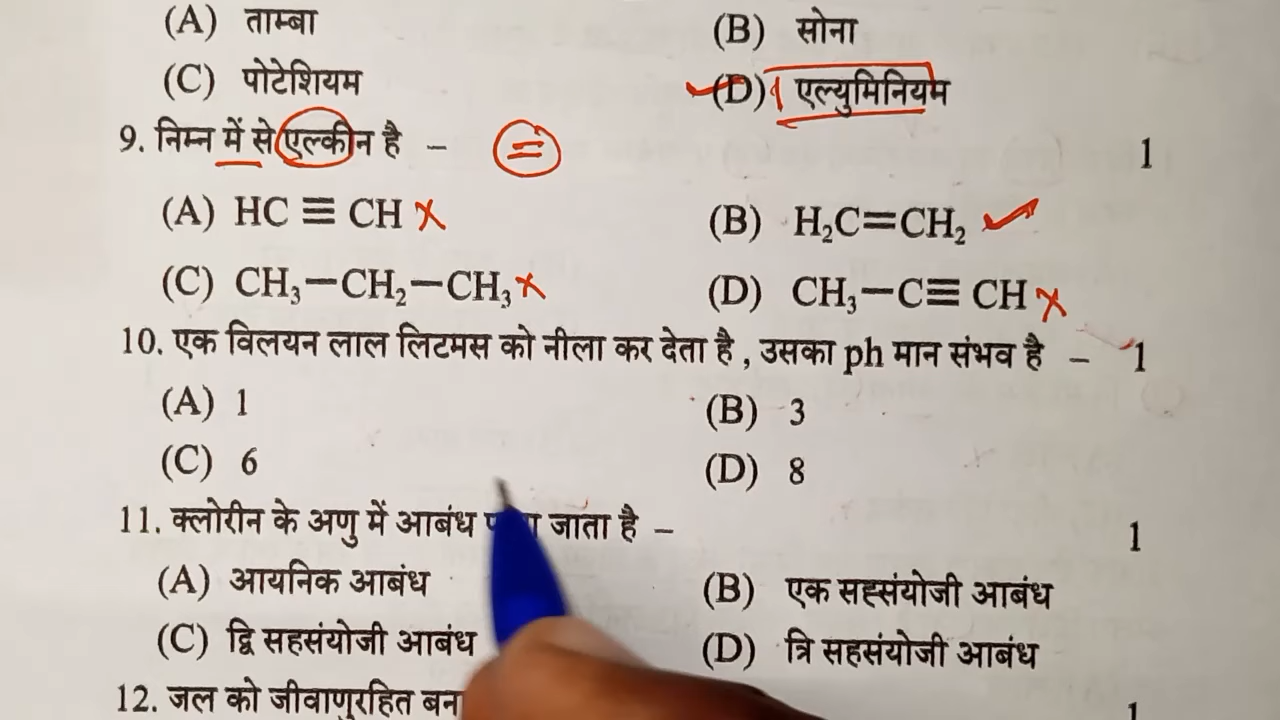 (A) ताम्बा (B) सोना
(C) पोटेशियम (D) एल्युमिनियम
9. निम्न में से एल्कीन है – = 1
(A) HC ≡ CH (B) H₂C=CH₂
(C) CH₃–CH₂–CH₃ (D) CH₃–C≡ CH
10. एक विलयन लाल लिटमस को नीला कर देता है , उसका ph मान संभव है – 1
(A) 1 (B) 3
(C) 6 (D) 8
11. क्लोरीन के अणु में आबंध जाता है – 1
(A) आयनिक आबंध (B) एक सह्संयोजी आबंध
(C) द्वि सहसंयोजी आबंध (D) त्रि सहसंयोजी आबंध
12. जल को जीवाणुरहित 1